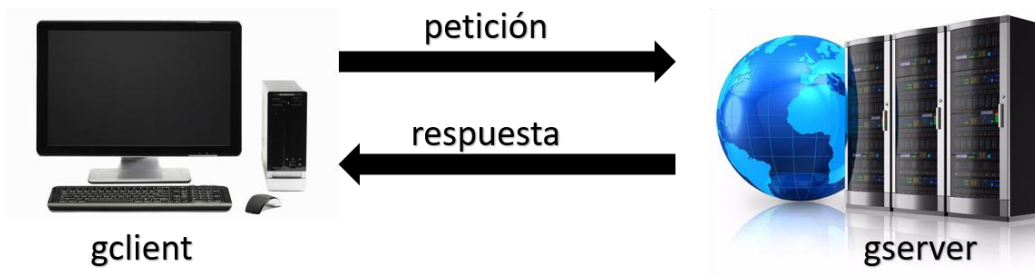 petición
respuesta
gclient
gserver